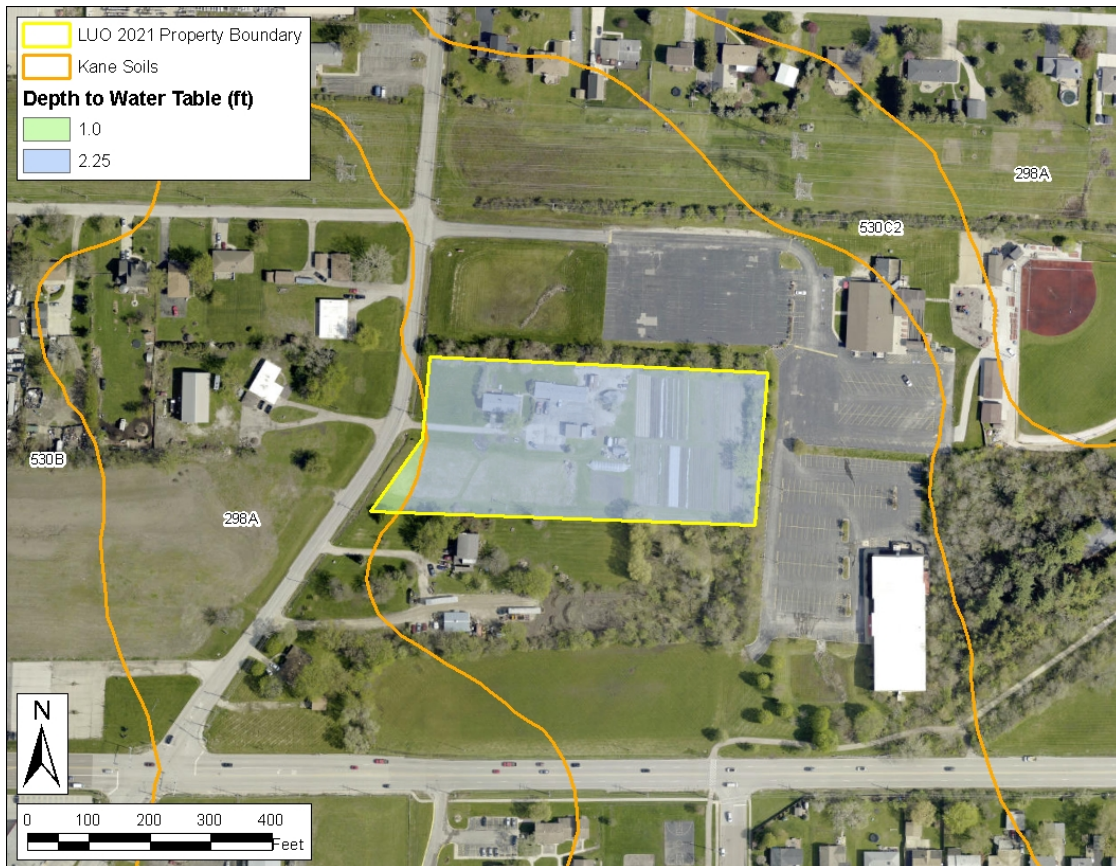 LUO 2021 Property Boundary
Kane Soils
Depth to Water Table (ft)
1.0
2.25
298A
530C2
530B
298A
N
0 100 200 300 400
Feet